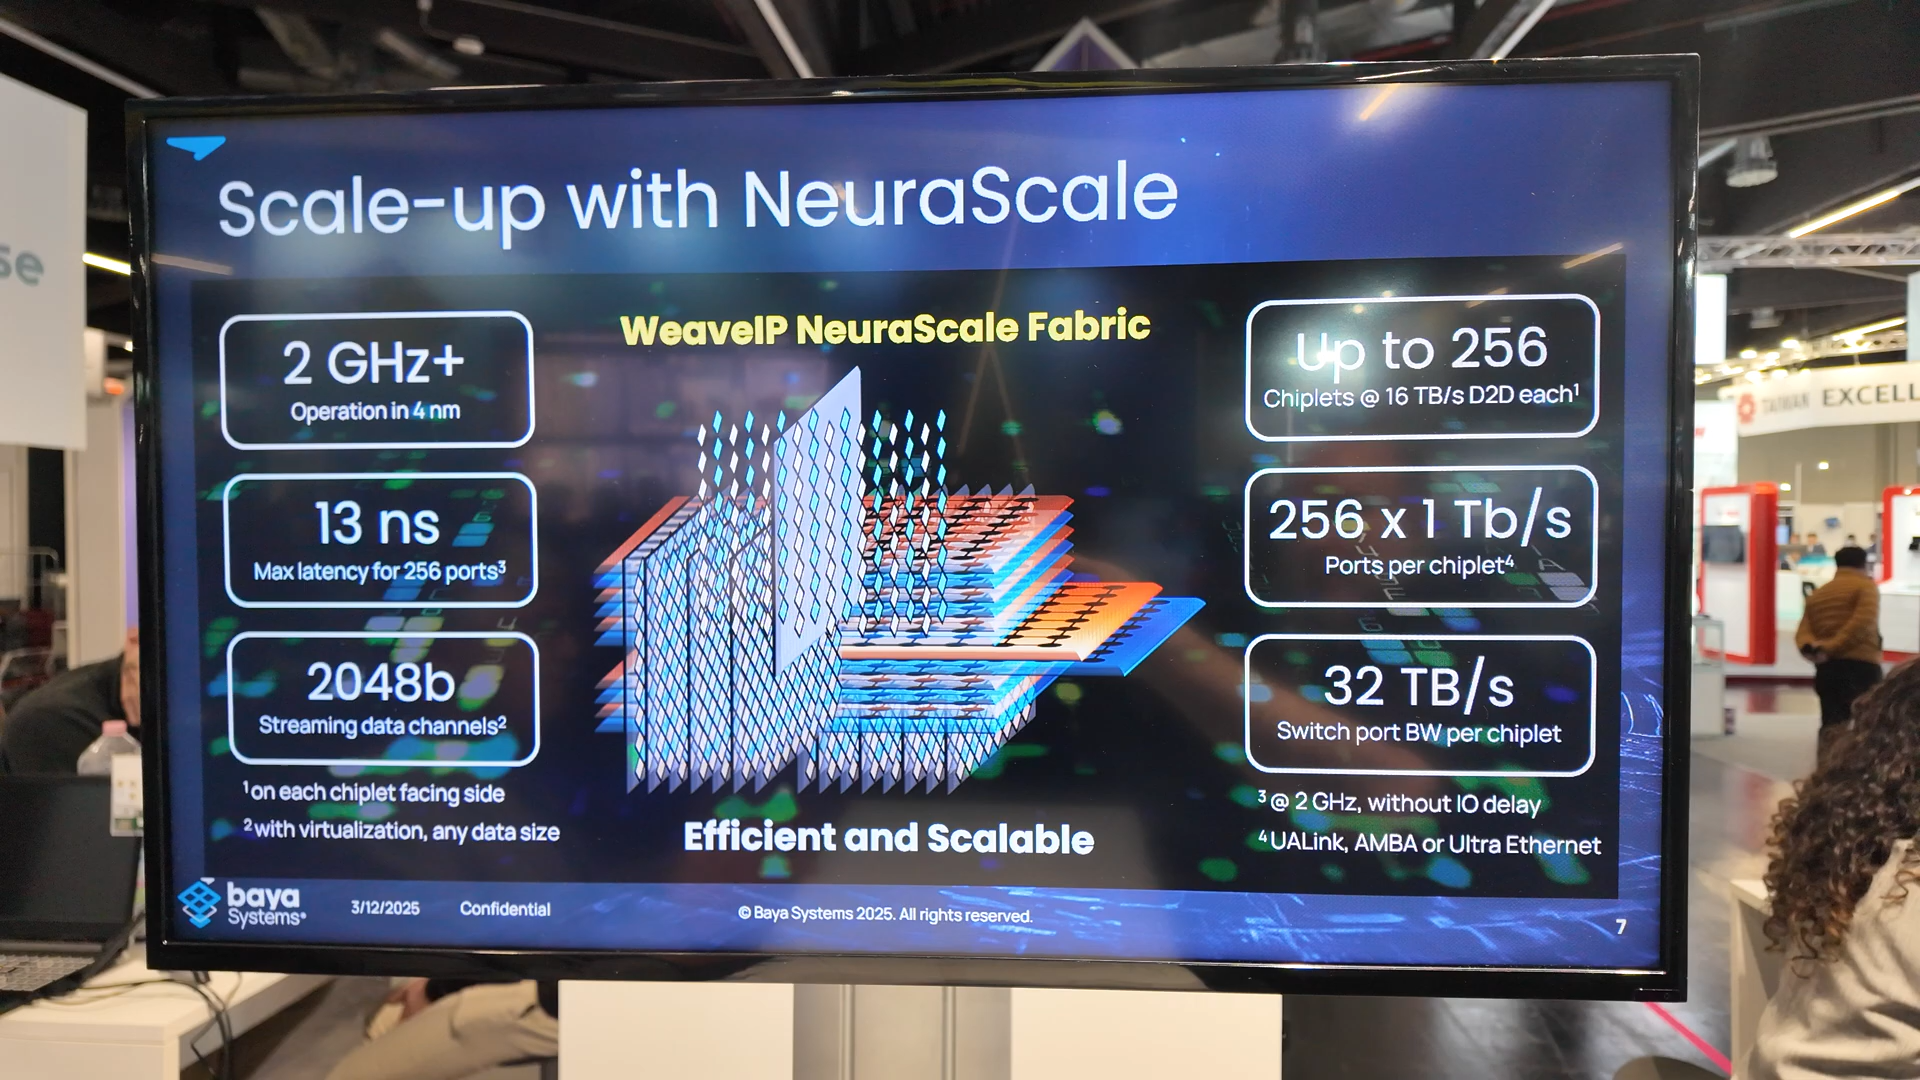 Scale-up with NeuraScale
WeaveIP NeuraScale Fabric
2 GHz+
Operation in 4 nm
13 ns
Max latency for 256 ports³
2048b
Streaming data channels²
¹on each chiplet facing side
²with virtualization, any data size
Efficient and Scalable
Up to 256
Chiplets @ 16 TB/s D2D each¹
256 x 1 Tb/s
Ports per chiplet⁴
32 TB/s
Switch port BW per chiplet
³@ 2 GHz, without IO delay
⁴UALink, AMBA or Ultra Ethernet
baya
Systems®
3/12/2025
Confidential
© Baya Systems 2025. All rights reserved.
7
se
TAIWAN EXCELL